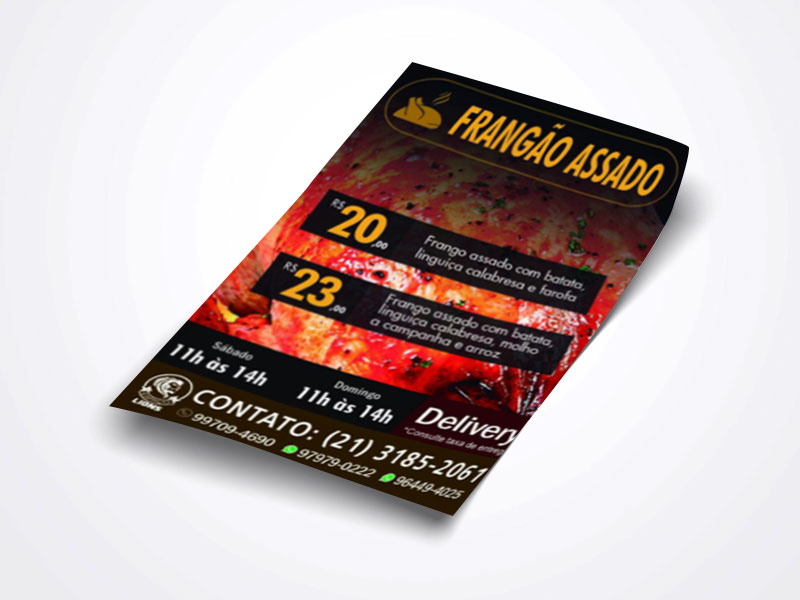 FRANGÃO ASSADO
R$ 20,00
Frango assado com batata,
linguiça calabresa e farofa
R$ 23,00
Frango assado com batata,
linguiça calabresa, molho
a campanha e arroz
Sábado
11h às 14h
Domingo
11h às 14h
Delivery
*Consulte taxa de entrega
LIONS
CONTATO: (21) 3185-2061
99709-4690 97979-0222 96449-4025